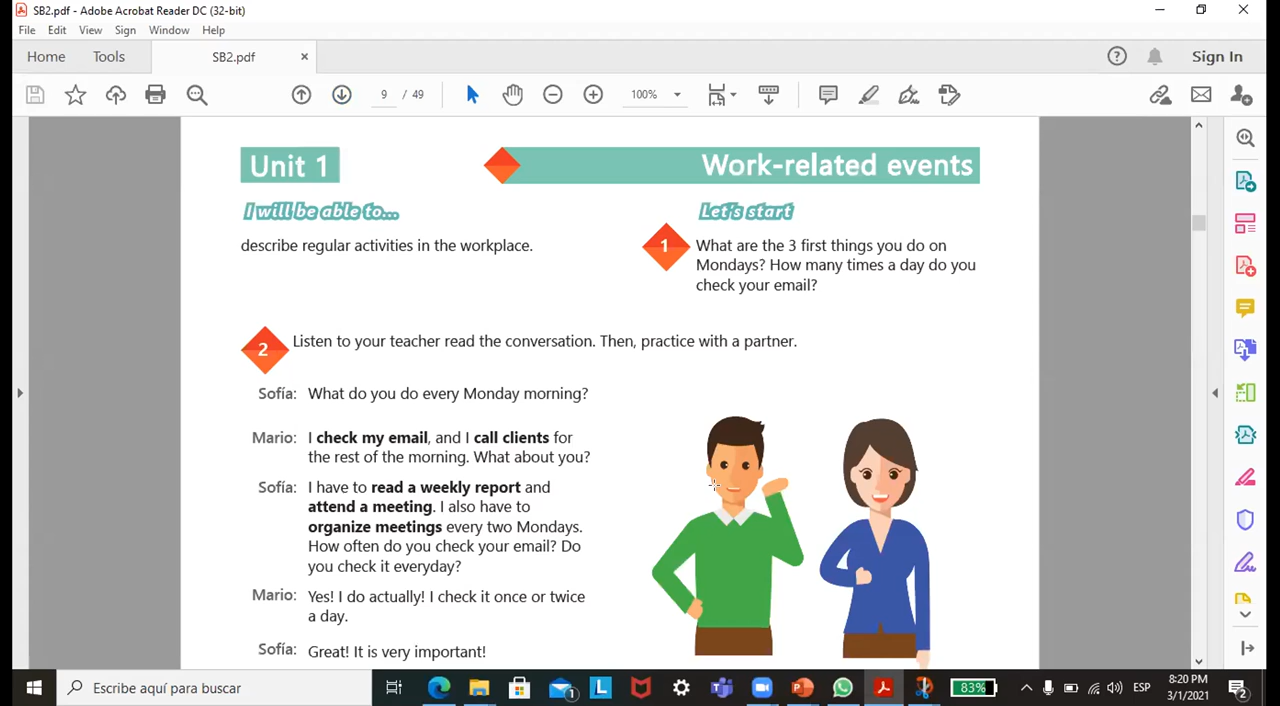 SB2.pdf - Adobe Acrobat Reader DC (32-bit)
File Edit View Sign Window Help
Home Tools SB2.pdf × Sign In
9 / 49 100%
Unit 1 Work-related events
I will be able to... Let's start
describe regular activities in the workplace.
1 What are the 3 first things you do on
Mondays? How many times a day do you
check your email?
2 Listen to your teacher read the conversation. Then, practice with a partner.
Sofía: What do you do every Monday morning?
Mario: I check my email, and I call clients for
the rest of the morning. What about you?
Sofía: I have to read a weekly report and
attend a meeting. I also have to
organize meetings every two Mondays.
How often do you check your email? Do
you check it everyday?
Mario: Yes! I do actually! I check it once or twice
a day.
Sofía: Great! It is very important!
Escribe aquí para buscar 1 L 83% ESP 8:20 PM 2
3/1/2021